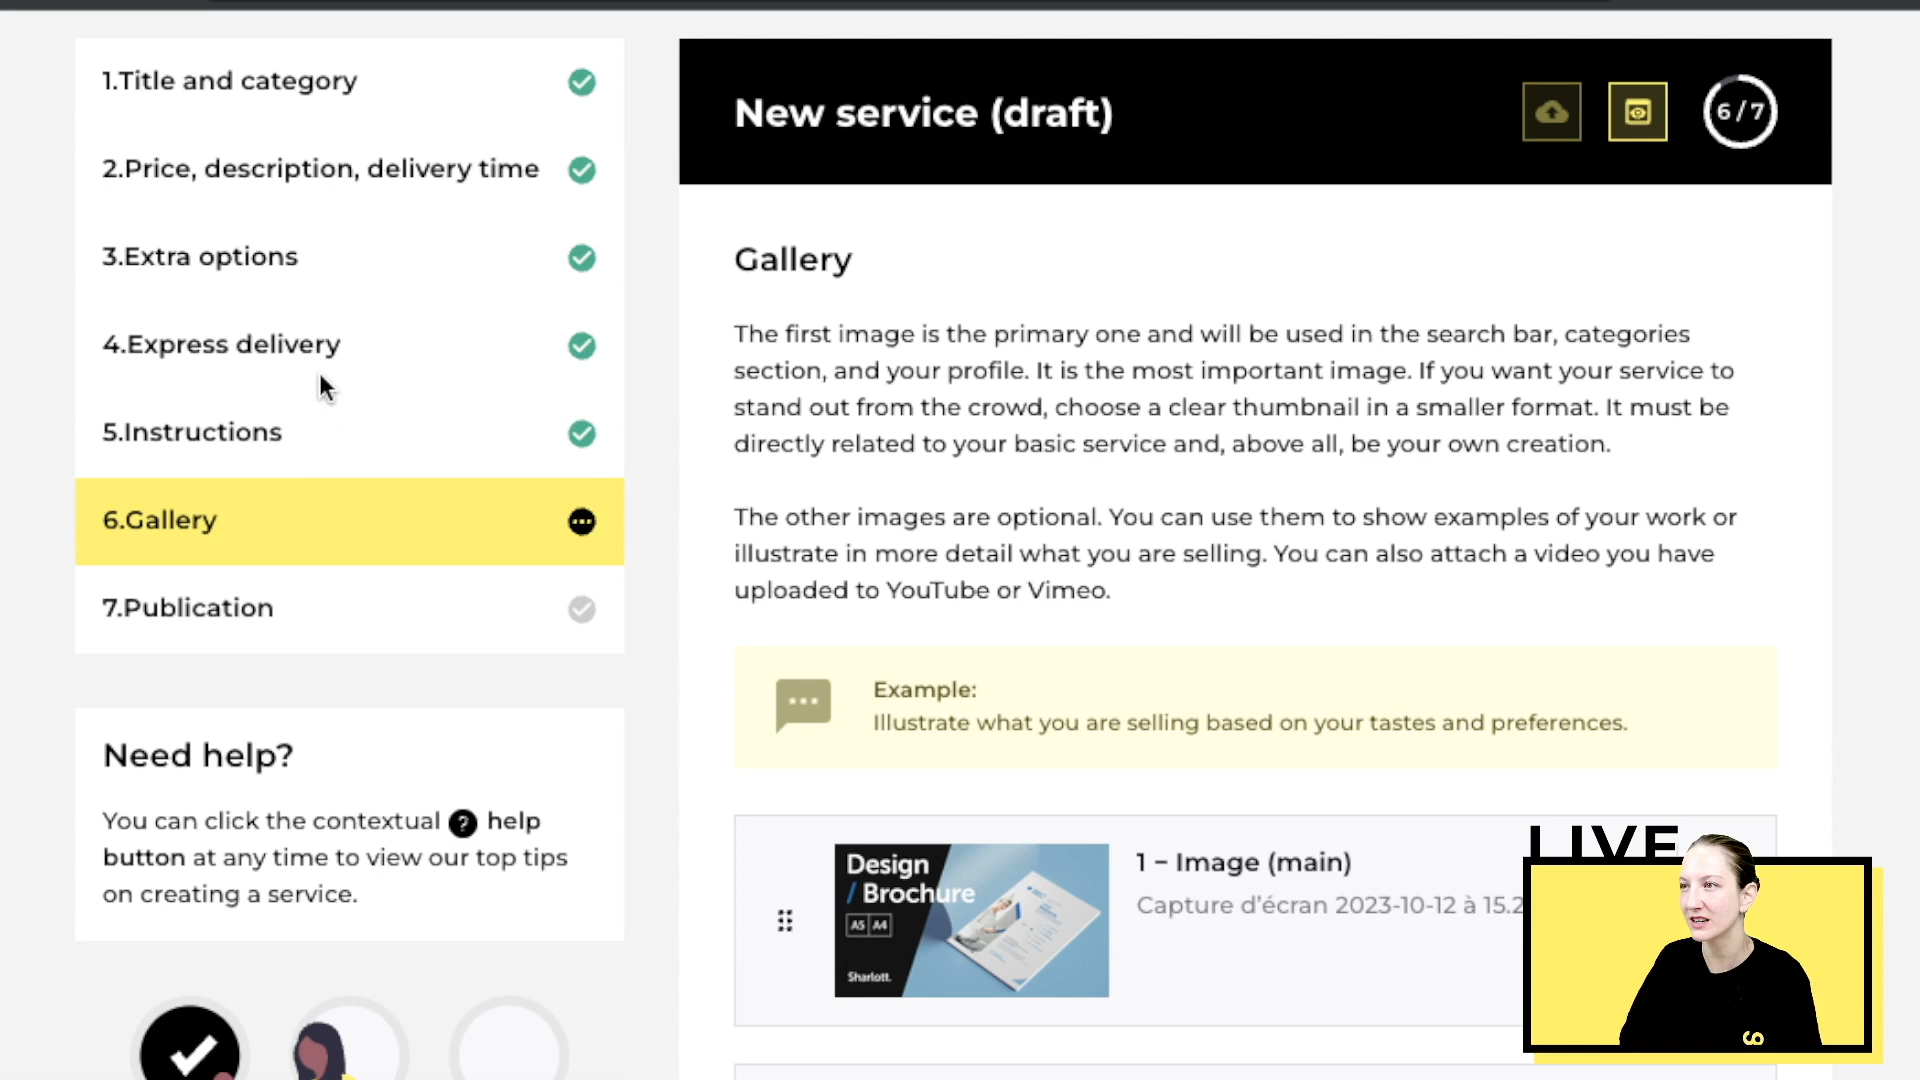 1.Title and category
2.Price, description, delivery time
3.Extra options
4.Express delivery
5.Instructions
6.Gallery
7.Publication
Need help?
You can click the contextual ? help
button at any time to view our top tips
on creating a service.
New service (draft)
6/7
Gallery
The first image is the primary one and will be used in the search bar, categories
section, and your profile. It is the most important image. If you want your service to
stand out from the crowd, choose a clear thumbnail in a smaller format. It must be
directly related to your basic service and, above all, be your own creation.
The other images are optional. You can use them to show examples of your work or
illustrate in more detail what you are selling. You can also attach a video you have
uploaded to YouTube or Vimeo.
Example:
Illustrate what you are selling based on your tastes and preferences.
Design
/ Brochure
A5 A4
Sharlott.
1 – Image (main)
Capture d'écran 2023-10-12 à 15.2
LIVE